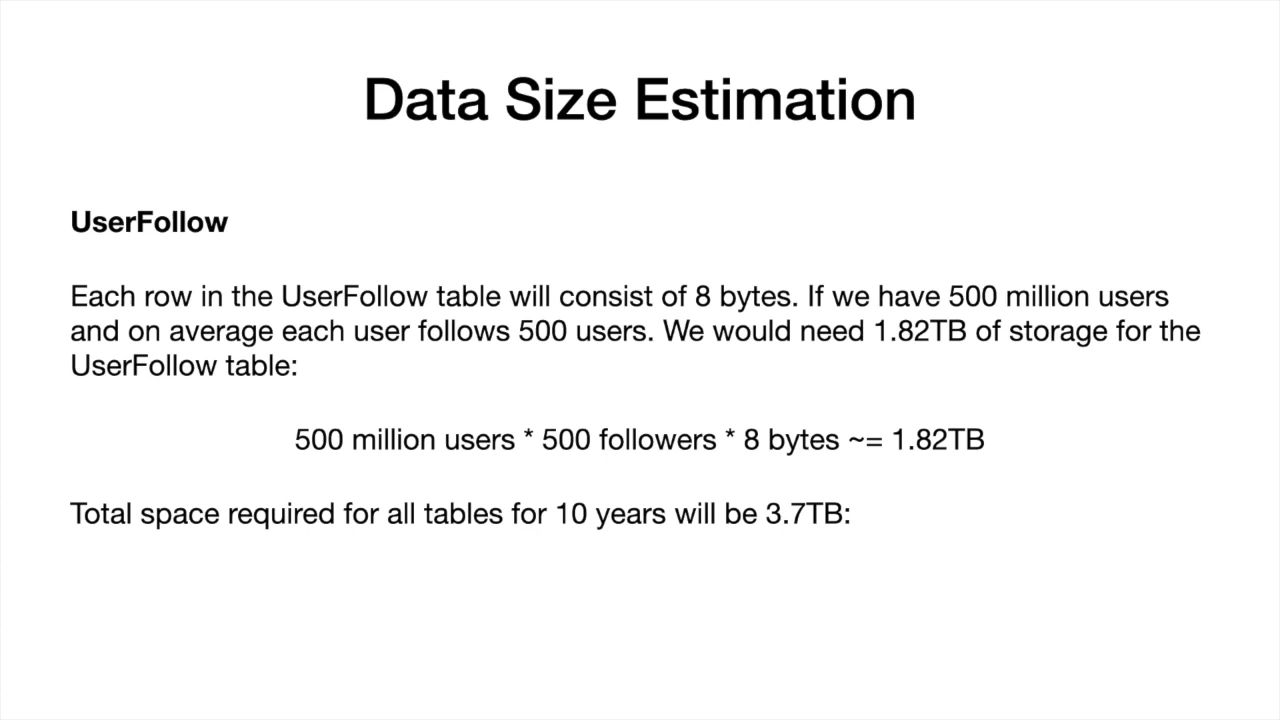 Data Size Estimation
UserFollow
Each row in the UserFollow table will consist of 8 bytes. If we have 500 million users
and on average each user follows 500 users. We would need 1.82TB of storage for the
UserFollow table:
500 million users * 500 followers * 8 bytes ~= 1.82TB
Total space required for all tables for 10 years will be 3.7TB: